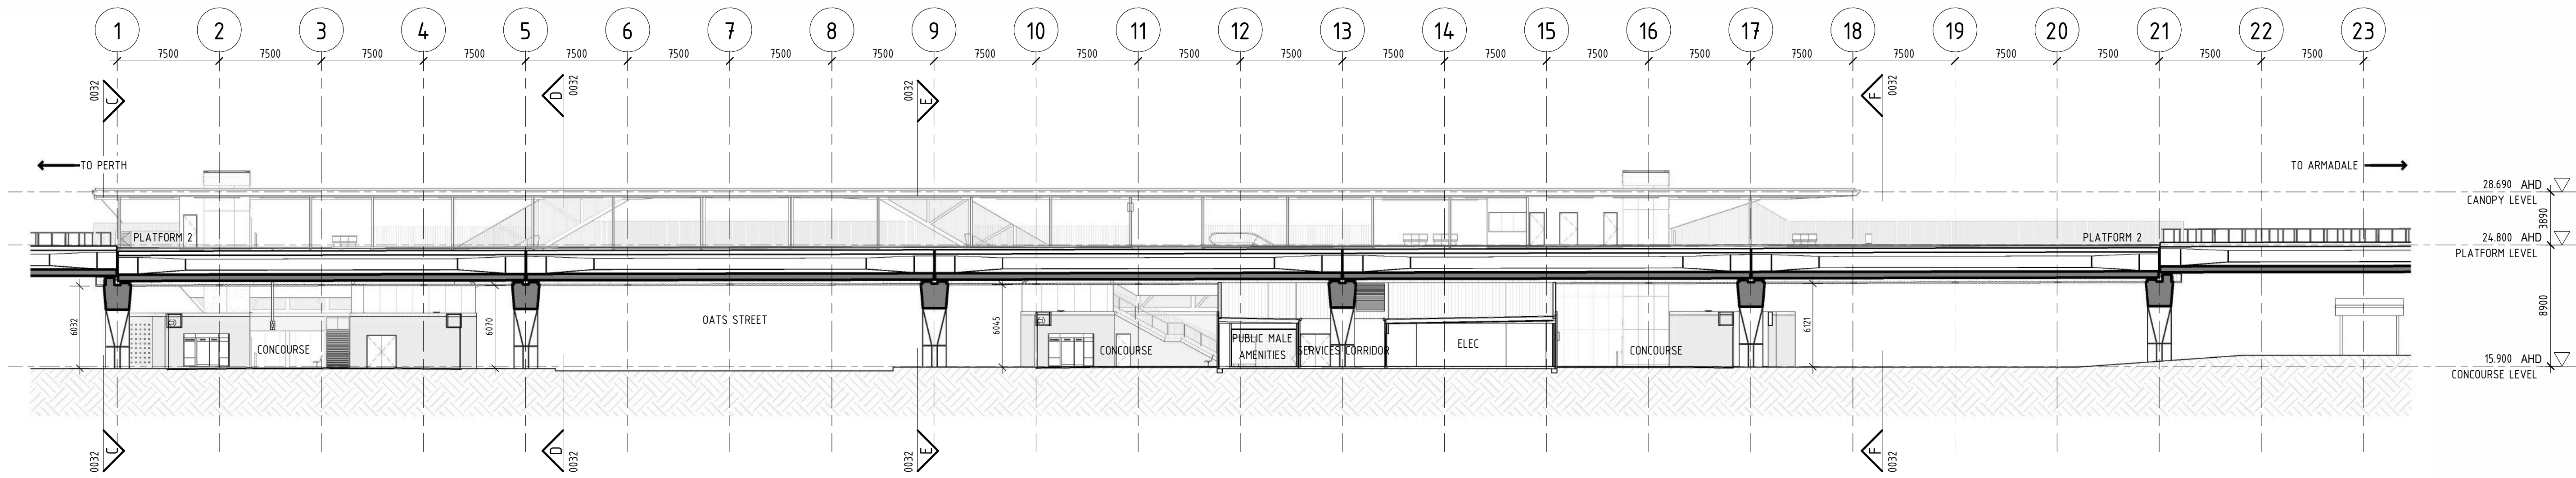 1 2 3 4 5 6 7 8 9 10 11 12 13 14 15 16 17 18 19 20 21 22 23
7500 7500 7500 7500 7500 7500 7500 7500 7500 7500 7500 7500 7500 7500 7500 7500 7500 7500 7500 7500 7500 7500
0032 C D 0032 0032 E F 0032
TO PERTH TO ARMADALE
28.690 AHD
CANOPY LEVEL
3890
PLATFORM 2 PLATFORM 2
24.800 AHD
PLATFORM LEVEL
8900
6032 6070 6045 6121
OATS STREET
PUBLIC MALE
AMENITIES
SERVICES CORRIDOR
ELEC
CONCOURSE CONCOURSE CONCOURSE
15.900 AHD
CONCOURSE LEVEL
0032 C D 0032 0032 E F 0032